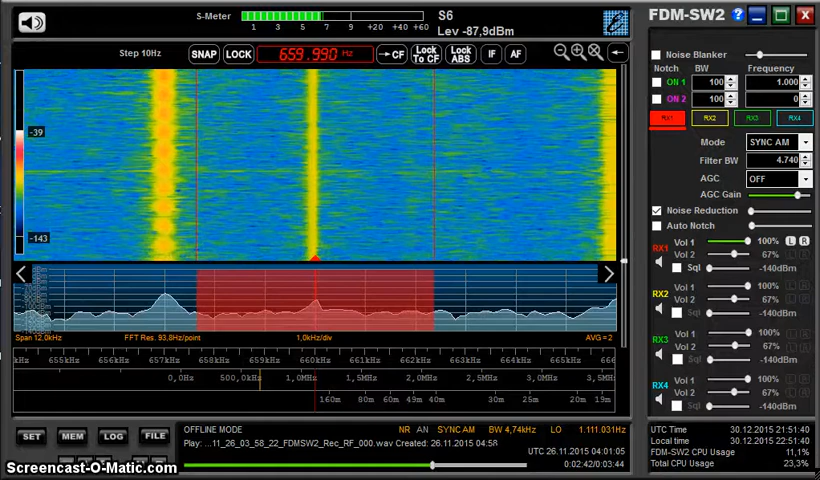 S-Meter
1 3 5 7 9 +20 +40 +60
S6
Lev -87,9dBm
FDM-SW2
Step 10Hz
SNAP
LOCK
659.990 Hz
→CF
Lock To CF
Lock ABS
IF
AF
-39
-143
Span 12.0kHz
FFT Res. 93,8Hz/point
1,0kHz/div
AVG=2
kHz 655kHz 656kHz 657kHz 658kHz 659kHz 660kHz 661kHz 662kHz 663kHz 664kHz 665kHz 66
0,0Hz 500,0kHz 1,0MHz 1,5MHz 2,0MHz 2,5MHz 3,0MHz 3,5M
160m 80m 60m 49m 40m 25m 20m 19m
SET
MEM
LOG
FILE
OFFLINE MODE
NR AN SYNC AM BW 4,74kHz LO 1.111.031Hz
Play: ...11_26_03_58_22_FDMSW2_Rec_RF_000.wav Created: 26.11.2015 04:58
UTC 26.11.2015 04:01:05
0:02:42/0:03:44
Noise Blanker
Notch BW Frequency
ON 1 100 1.000
ON 2 100 0
RX1 RX2 RX3 RX4
Mode SYNC AM
Filter BW 4.740
AGC OFF
AGC Gain
Noise Reduction
Auto Notch
RX1
Vol 1 100% L R
Vol 2 67% L R
Sql -140dBm
RX2
Vol 1 100% L R
Vol 2 67% L R
Sql -140dBm
RX3
Vol 1 100% L R
Vol 2 67% L R
Sql -140dBm
RX4
Vol 1 100% L R
Vol 2 67% L R
Sql -140dBm
UTC Time 30.12.2015 21:51:40
Local time 30.12.2015 22:51:40
FDM-SW2 CPU Usage 11,1%
Total CPU Usage 23,3%
Screencast-O-Matic.com